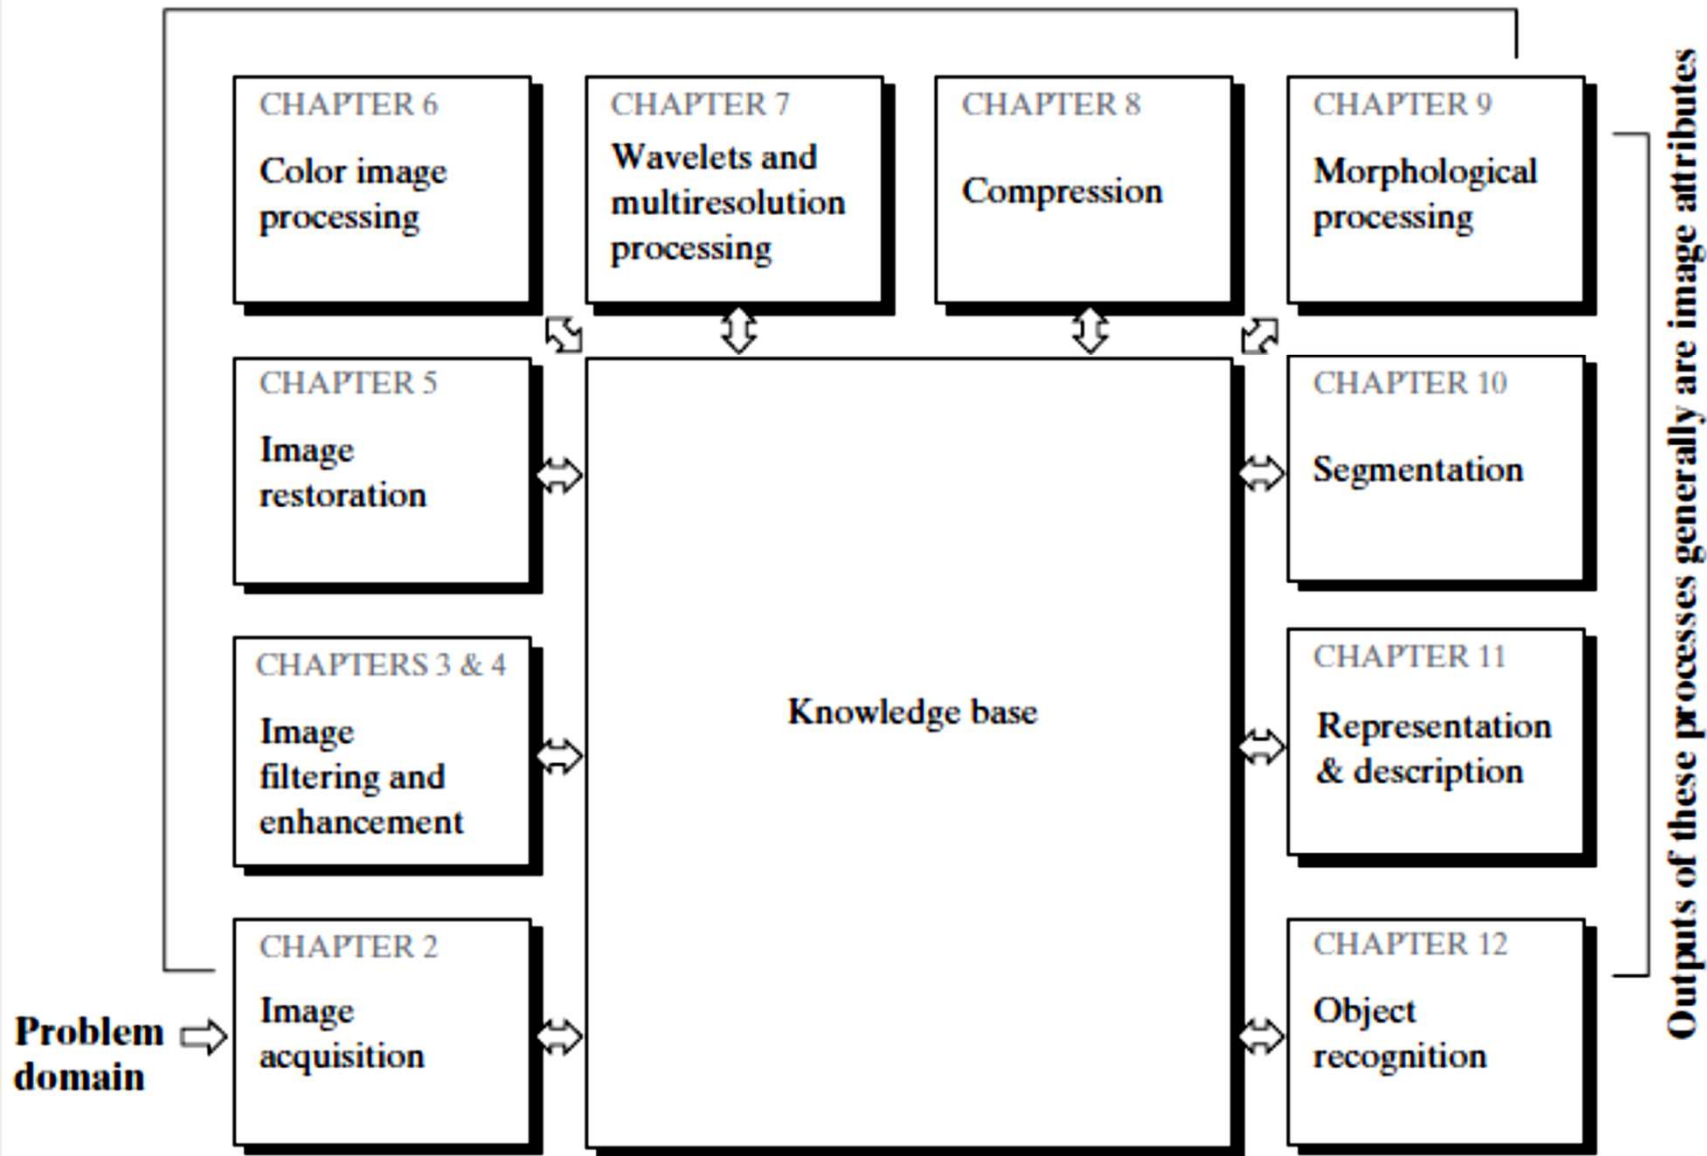 CHAPTER 6
Color image
processing
CHAPTER 7
Wavelets and
multiresolution
processing
CHAPTER 8
Compression
CHAPTER 9
Morphological
processing
CHAPTER 5
Image
restoration
CHAPTER 10
Segmentation
CHAPTERS 3 & 4
Image
filtering and
enhancement
Knowledge base
CHAPTER 11
Representation
& description
CHAPTER 2
Image
acquisition
CHAPTER 12
Object
recognition
Problem
domain
Outputs of these processes generally are image attributes